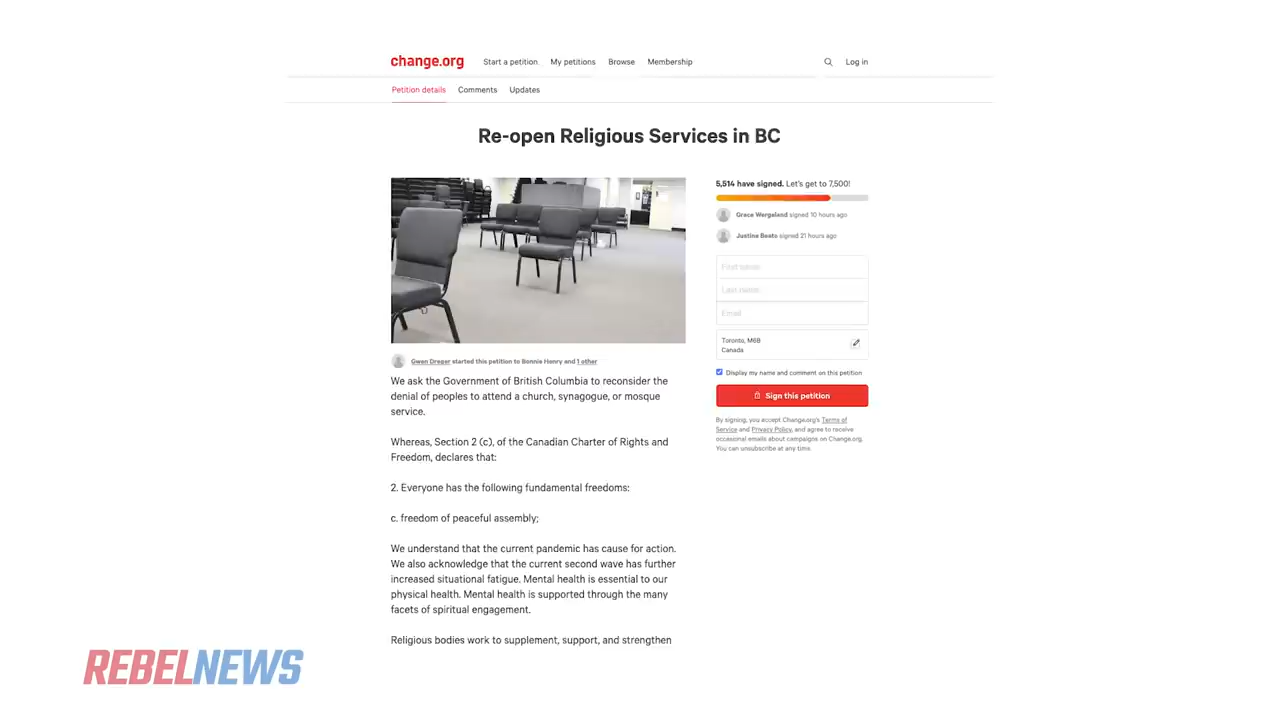 change.org
Start a petition
My petitions
Browse
Membership
Log in
Petition details
Comments
Updates
Re-open Religious Services in BC
5,514 have signed. Let's get to 7,500!
Grace Wergeland signed 10 hours ago
Justine Beats signed 21 hours ago
First name
Last name
Email
Toronto, M6B
Canada
Display my name and comment on this petition
Sign this petition
By signing, you accept Change.org's Terms of
Service and Privacy Policy, and agree to receive
occasional emails about campaigns on Change.org.
You can unsubscribe at any time.
Gwen Dreger started this petition to Bonnie Henry and 1 other
We ask the Government of British Columbia to reconsider the
denial of peoples to attend a church, synagogue, or mosque
service.
Whereas, Section 2 (c), of the Canadian Charter of Rights and
Freedom, declares that:
2. Everyone has the following fundamental freedoms:
c. freedom of peaceful assembly;
We understand that the current pandemic has cause for action.
We also acknowledge that the current second wave has further
increased situational fatigue. Mental health is essential to our
physical health. Mental health is supported through the many
facets of spiritual engagement.
Religious bodies work to supplement, support, and strengthen
REBELNEWS